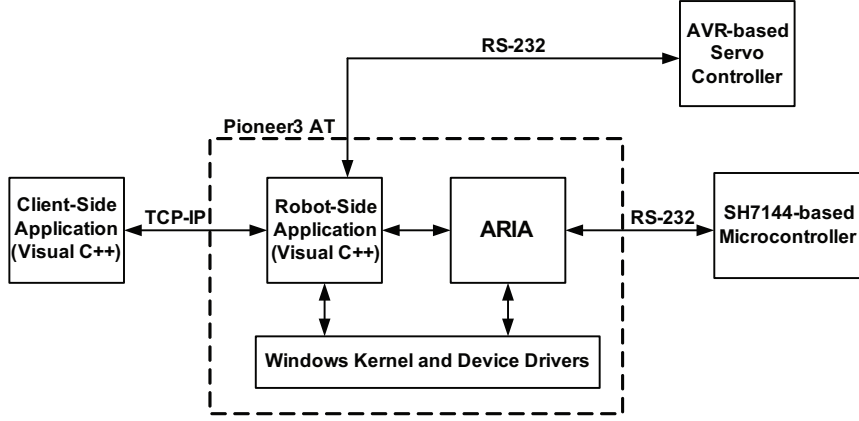 AVR-based
Servo
Controller
RS-232
Pioneer3 AT
Client-Side
Application
(Visual C++)
TCP-IP
Robot-Side
Application
(Visual C++)
ARIA
RS-232
SH7144-based
Microcontroller
Windows Kernel and Device Drivers